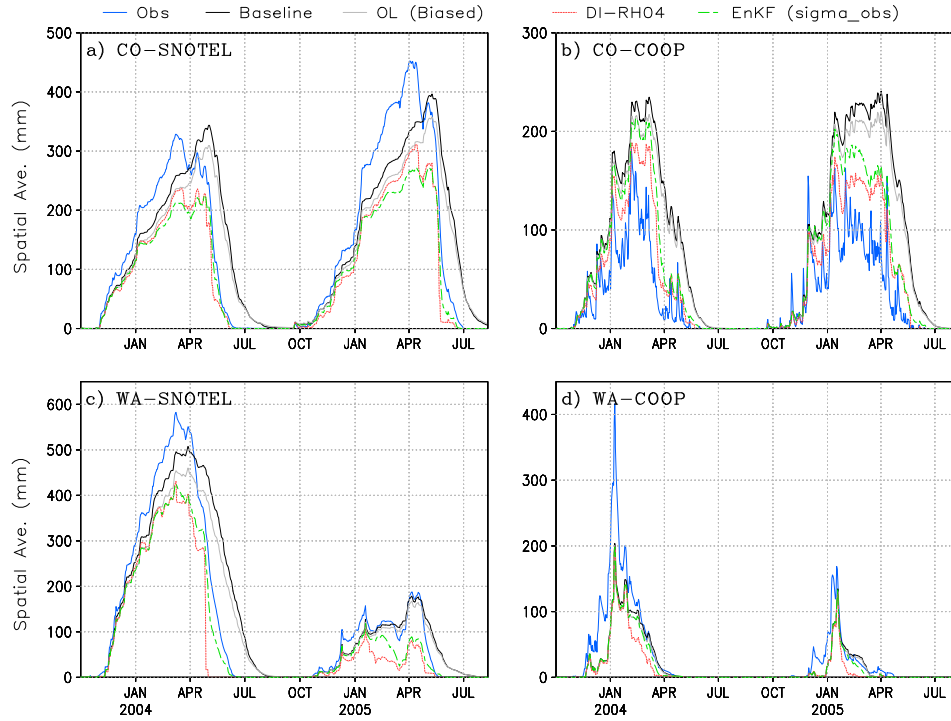 Obs Baseline OL (Biased) DI-RH04 EnKF (sigma_obs)
a) CO-SNOTEL
Spatial Ave. (mm)
500
400
300
200
100
0
JAN APR JUL OCT JAN APR JUL
b) CO-COOP
300
200
100
0
JAN APR JUL OCT JAN APR JUL
c) WA-SNOTEL
Spatial Ave. (mm)
600
500
400
300
200
100
0
JAN APR JUL OCT JAN APR JUL
2004 2005
d) WA-COOP
400
300
200
100
0
JAN APR JUL OCT JAN APR JUL
2004 2005